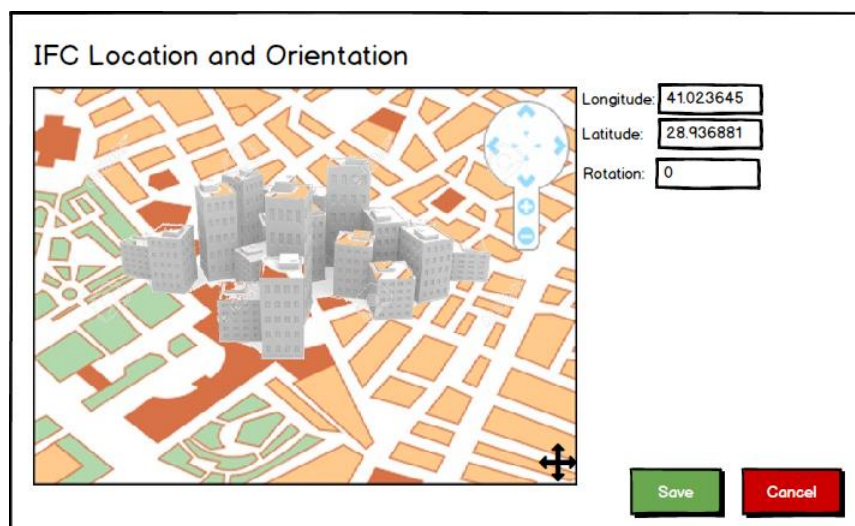 IFC Location and Orientation
Longitude: 41.023645
Latitude: 28.936881
Rotation: 0
Save
Cancel